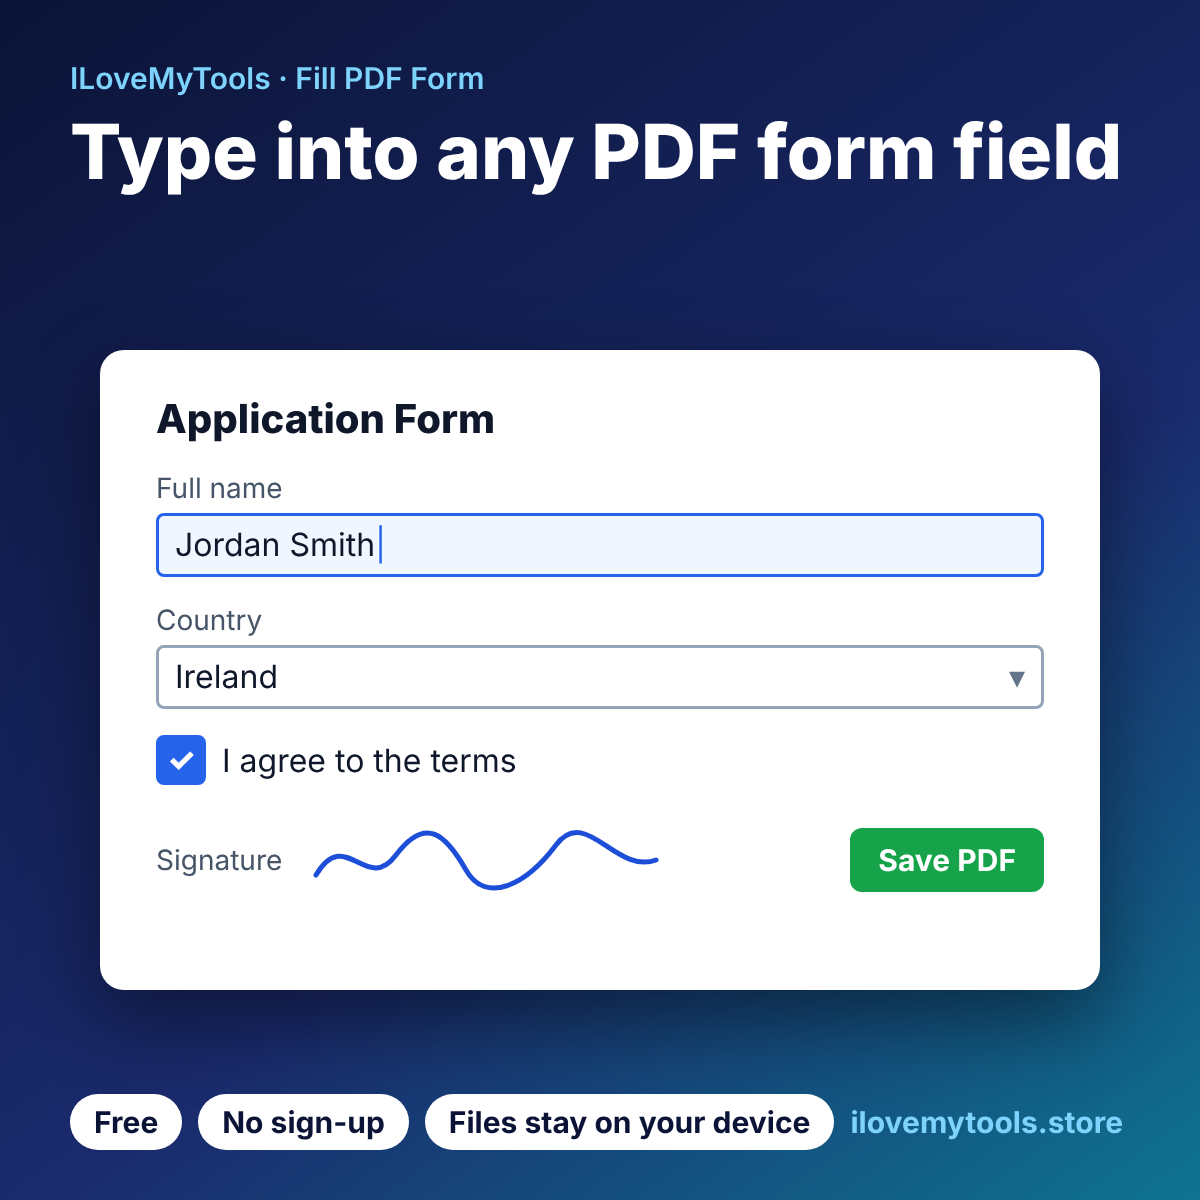 ILoveMyTools · Fill PDF Form
Type into any PDF form field
Application Form
Full name
Jordan Smith
Country
Ireland
I agree to the terms
Signature
Save PDF
Free
No sign-up
Files stay on your device
ilovemytools.store